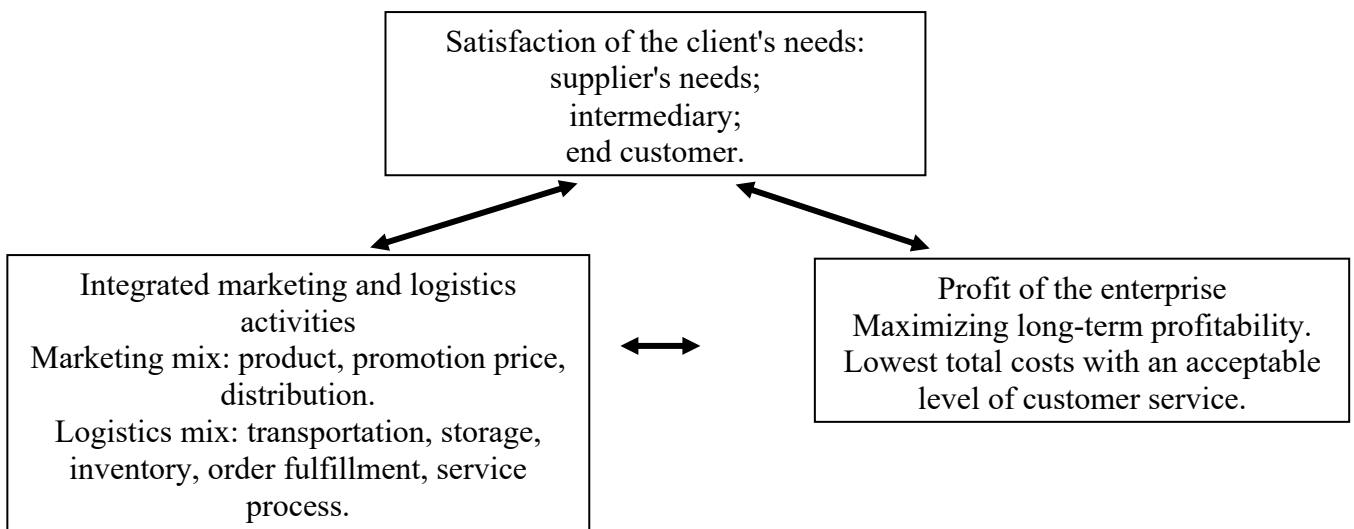 Satisfaction of the client's needs:
supplier's needs;
intermediary;
end customer.
Integrated marketing and logistics
activities
Marketing mix: product, promotion price,
distribution.
Logistics mix: transportation, storage,
inventory, order fulfillment, service
process.
Profit of the enterprise
Maximizing long-term profitability.
Lowest total costs with an acceptable
level of customer service.